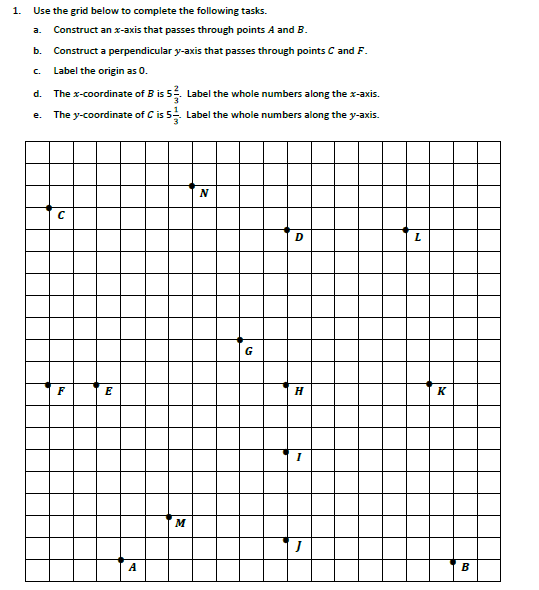 1. Use the grid below to complete the following tasks.
a. Construct an x-axis that passes through points A and B.
b. Construct a perpendicular y-axis that passes through points C and F.
c. Label the origin as 0.
d. The x-coordinate of B is 5 2/3. Label the whole numbers along the x-axis.
e. The y-coordinate of C is 5 1/3. Label the whole numbers along the y-axis.
N
C
D L
G
F E H K
I
M
J
A B